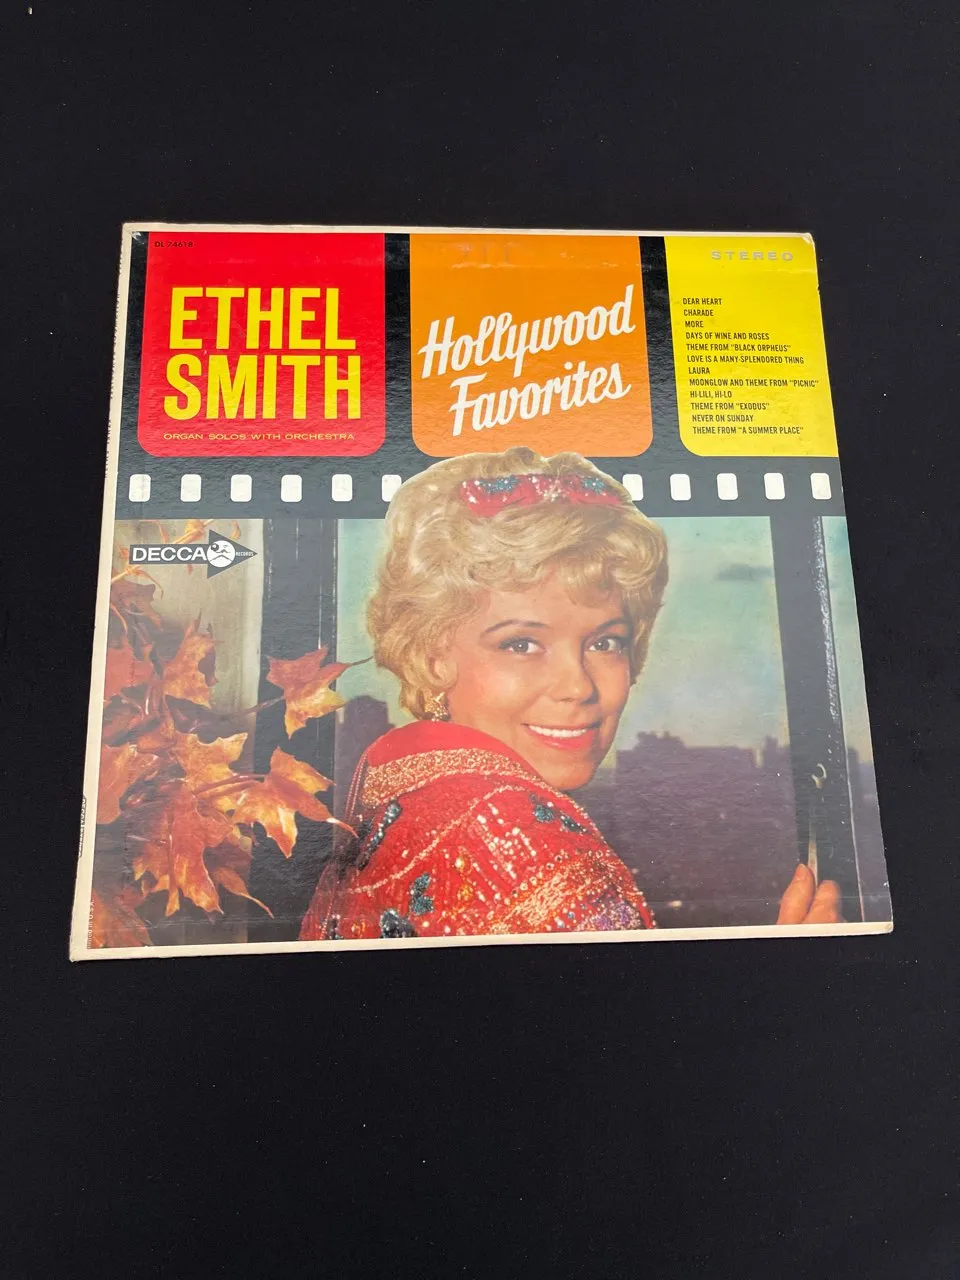 DL 74618
ETHEL
SMITH
ORGAN SOLOS WITH ORCHESTRA
Hollywood
Favorites
STEREO
DEAR HEART
CHARADE
MORE
DAYS OF WINE AND ROSES
THEME FROM "BLACK ORPHEUS"
LOVE IS A MANY-SPLENDORED THING
LAURA
MOONGLOW AND THEME FROM "PICNIC"
HI-LILI, HI-LO
THEME FROM "EXODUS"
NEVER ON SUNDAY
THEME FROM "A SUMMER PLACE"
DECCA
RECORDS